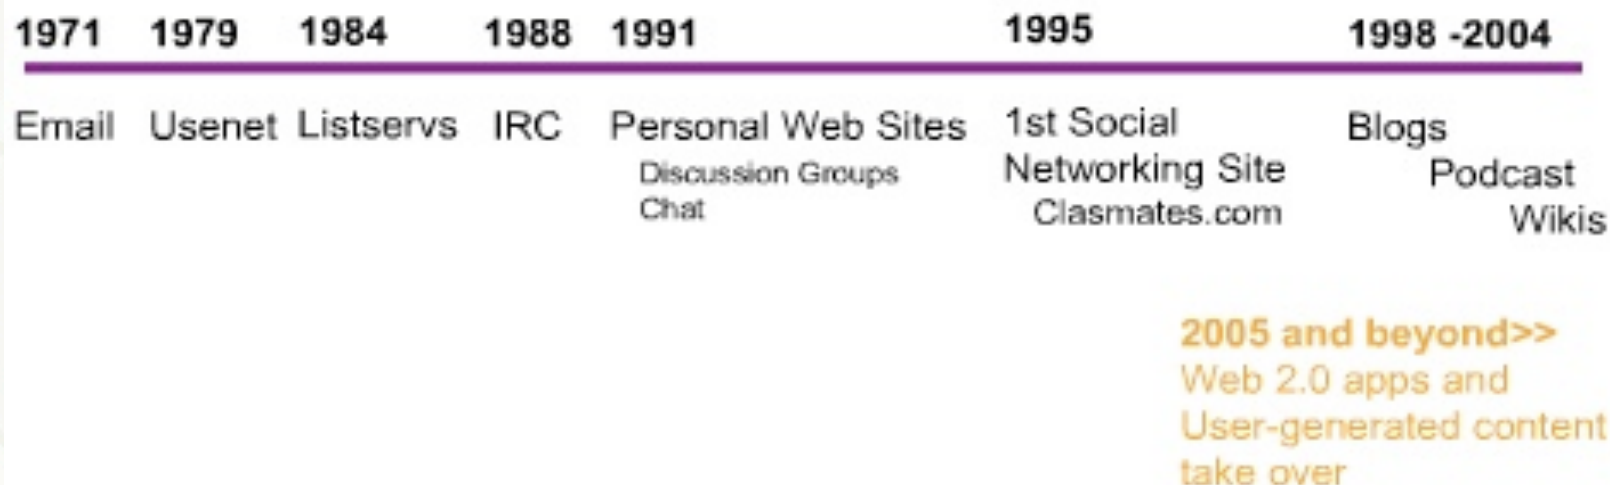 1971 1979 1984 1988 1991 1995 1998 -2004
Email Usenet Listservs IRC Personal Web Sites 1st Social Blogs
Discussion Groups Networking Site Podcast
Chat Clasmates.com Wikis
2005 and beyond>>
Web 2.0 apps and
User-generated content
take over